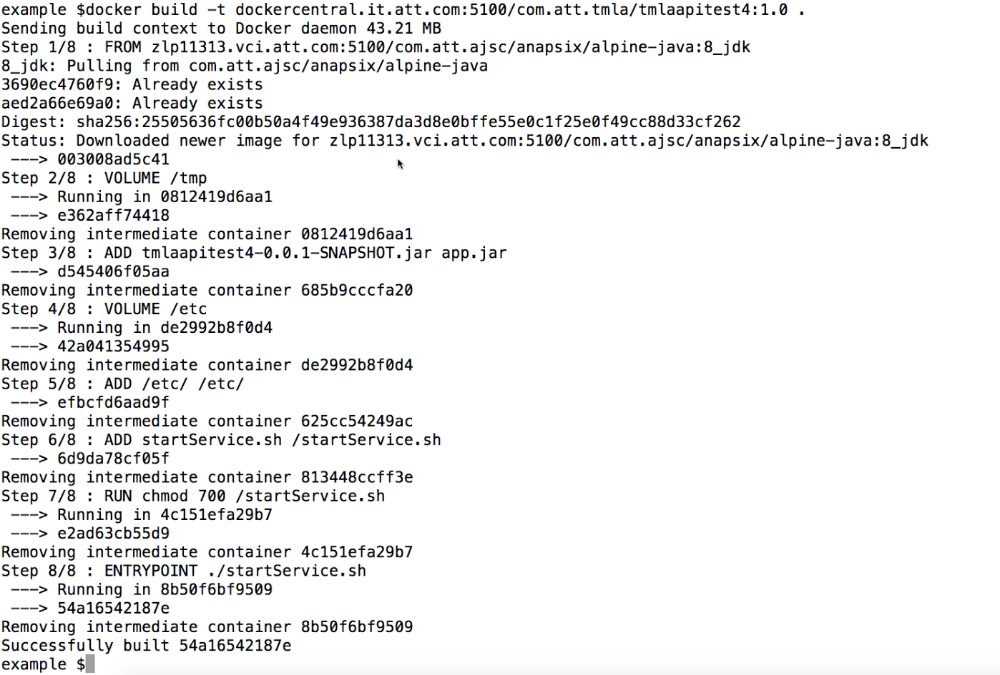 example $docker build -t dockercentral.it.att.com:5100/com.att.tmla/tmlaapitest4:1.0 .
Sending build context to Docker daemon 43.21 MB
Step 1/8 : FROM zlp11313.vci.att.com:5100/com.att.ajsc/anapsix/alpine-java:8_jdk
8_jdk: Pulling from com.att.ajsc/anapsix/alpine-java
3690ec4760f9: Already exists
aed2a66e69a0: Already exists
Digest: sha256:25505636fc00b50a4f49e936387da3d8e0bffe55e0c1f25e0f49cc88d33cf262
Status: Downloaded newer image for zlp11313.vci.att.com:5100/com.att.ajsc/anapsix/alpine-java:8_jdk
 ---> 003008ad5c41
Step 2/8 : VOLUME /tmp
 ---> Running in 0812419d6aa1
 ---> e362aff74418
Removing intermediate container 0812419d6aa1
Step 3/8 : ADD tmlaapitest4-0.0.1-SNAPSHOT.jar app.jar
 ---> d545406f05aa
Removing intermediate container 685b9cccfa20
Step 4/8 : VOLUME /etc
 ---> Running in de2992b8f0d4
 ---> 42a041354995
Removing intermediate container de2992b8f0d4
Step 5/8 : ADD /etc/ /etc/
 ---> efbcfd6aad9f
Removing intermediate container 625cc54249ac
Step 6/8 : ADD startService.sh /startService.sh
 ---> 6d9da78cf05f
Removing intermediate container 813448ccff3e
Step 7/8 : RUN chmod 700 /startService.sh
 ---> Running in 4c151efa29b7
 ---> e2ad63cb55d9
Removing intermediate container 4c151efa29b7
Step 8/8 : ENTRYPOINT ./startService.sh
 ---> Running in 8b50f6bf9509
 ---> 54a16542187e
Removing intermediate container 8b50f6bf9509
Successfully built 54a16542187e
example $